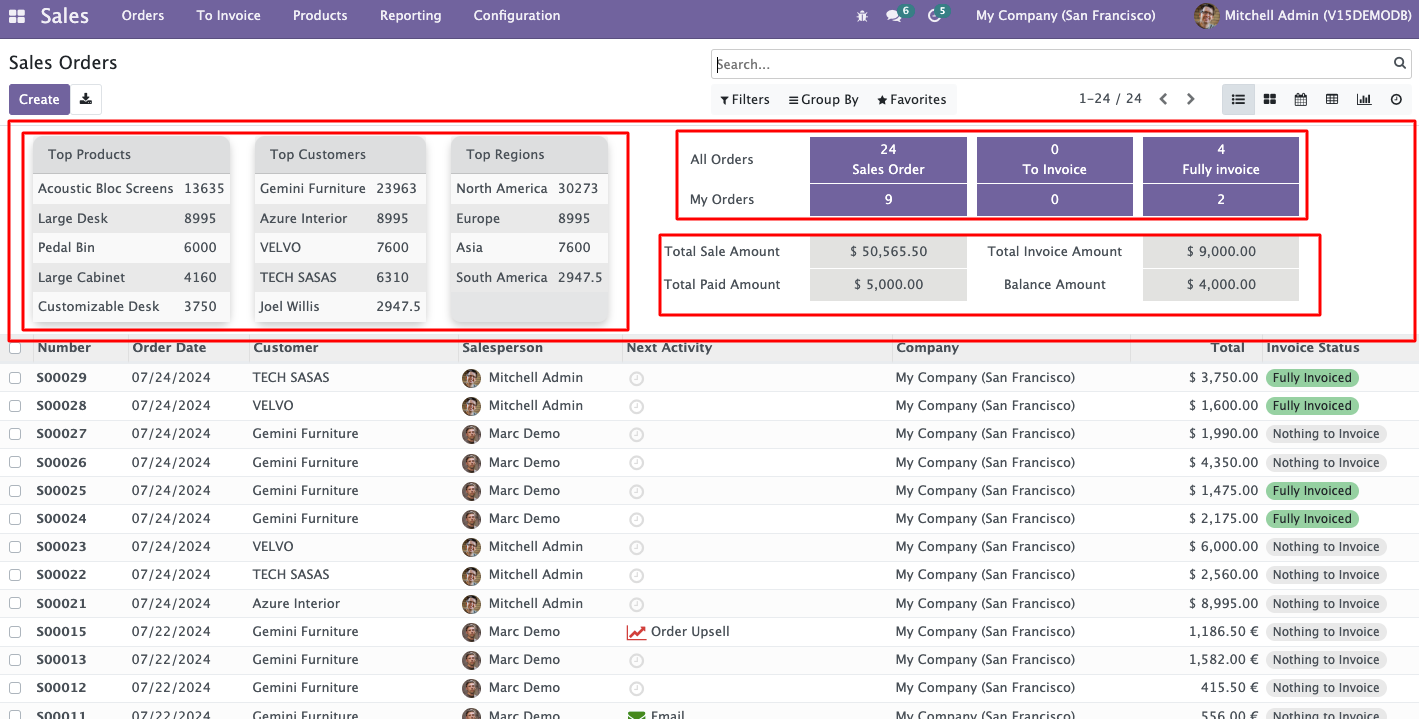 Sales Orders To Invoice Products Reporting Configuration 6 5 My Company (San Francisco) Mitchell Admin (V15DEMODB)
Sales Orders
Search...
Create
Filters Group By Favorites 1-24 / 24
Top Products
Acoustic Bloc Screens 13635
Large Desk 8995
Pedal Bin 6000
Large Cabinet 4160
Customizable Desk 3750
Top Customers
Gemini Furniture 23963
Azure Interior 8995
VELVO 7600
TECH SASAS 6310
Joel Willis 2947.5
Top Regions
North America 30273
Europe 8995
Asia 7600
South America 2947.5
All Orders 24 Sales Order 0 To Invoice 4 Fully invoice
My Orders 9 0 2
Total Sale Amount $ 50,565.50 Total Invoice Amount $ 9,000.00
Total Paid Amount $ 5,000.00 Balance Amount $ 4,000.00
Number Order Date Customer Salesperson Next Activity Company Total Invoice Status
S00029 07/24/2024 TECH SASAS Mitchell Admin My Company (San Francisco) $ 3,750.00 Fully Invoiced
S00028 07/24/2024 VELVO Mitchell Admin My Company (San Francisco) $ 1,600.00 Fully Invoiced
S00027 07/24/2024 Gemini Furniture Marc Demo My Company (San Francisco) $ 1,990.00 Nothing to Invoice
S00026 07/24/2024 Gemini Furniture Marc Demo My Company (San Francisco) $ 4,350.00 Nothing to Invoice
S00025 07/24/2024 Gemini Furniture Marc Demo My Company (San Francisco) $ 1,475.00 Fully Invoiced
S00024 07/24/2024 Gemini Furniture Marc Demo My Company (San Francisco) $ 2,175.00 Fully Invoiced
S00023 07/24/2024 VELVO Mitchell Admin My Company (San Francisco) $ 6,000.00 Nothing to Invoice
S00022 07/24/2024 TECH SASAS Mitchell Admin My Company (San Francisco) $ 2,560.00 Nothing to Invoice
S00021 07/24/2024 Azure Interior Mitchell Admin My Company (San Francisco) $ 8,995.00 Nothing to Invoice
S00015 07/22/2024 Gemini Furniture Marc Demo Order Upsell My Company (San Francisco) 1,186.50 € Nothing to Invoice
S00013 07/22/2024 Gemini Furniture Marc Demo My Company (San Francisco) 1,582.00 € Nothing to Invoice
S00012 07/22/2024 Gemini Furniture Marc Demo My Company (San Francisco) 415.50 € Nothing to Invoice
S00011 07/22/2024 Gemini Furniture Marc Demo Email My Company (San Francisco) 556.00 € Nothing to Invoice